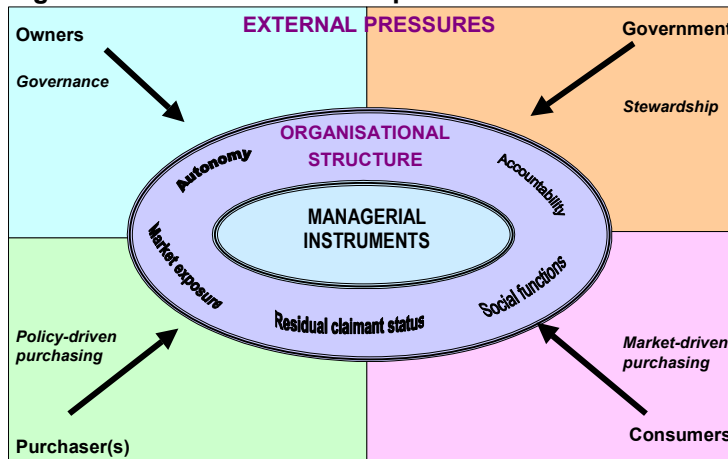 EXTERNAL PRESSURES
Owners
Governance
Government
Stewardship
ORGANISATIONAL
STRUCTURE
Autonomy
Accountability
MANAGERIAL
INSTRUMENTS
Market exposure
Social functions
Residual claimant status
Policy-driven
purchasing
Market-driven
purchasing
Purchaser(s)
Consumers